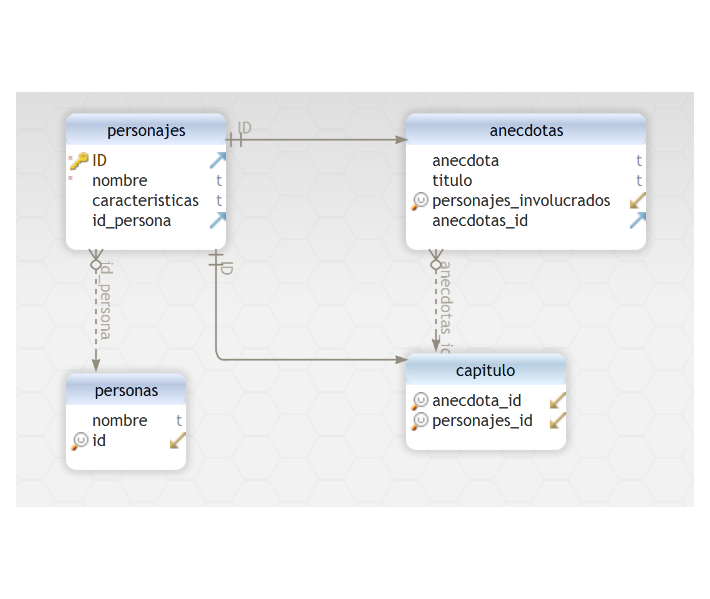 personajes
ID
nombre t
caracteristicas t
id_persona
ID
anecdotas
anecdota t
titulo t
personajes_involucrados
anecdotas_id
id_persona
ID
anecdotas_id
personas
nombre t
id
capitulo
anecdota_id
personajes_id